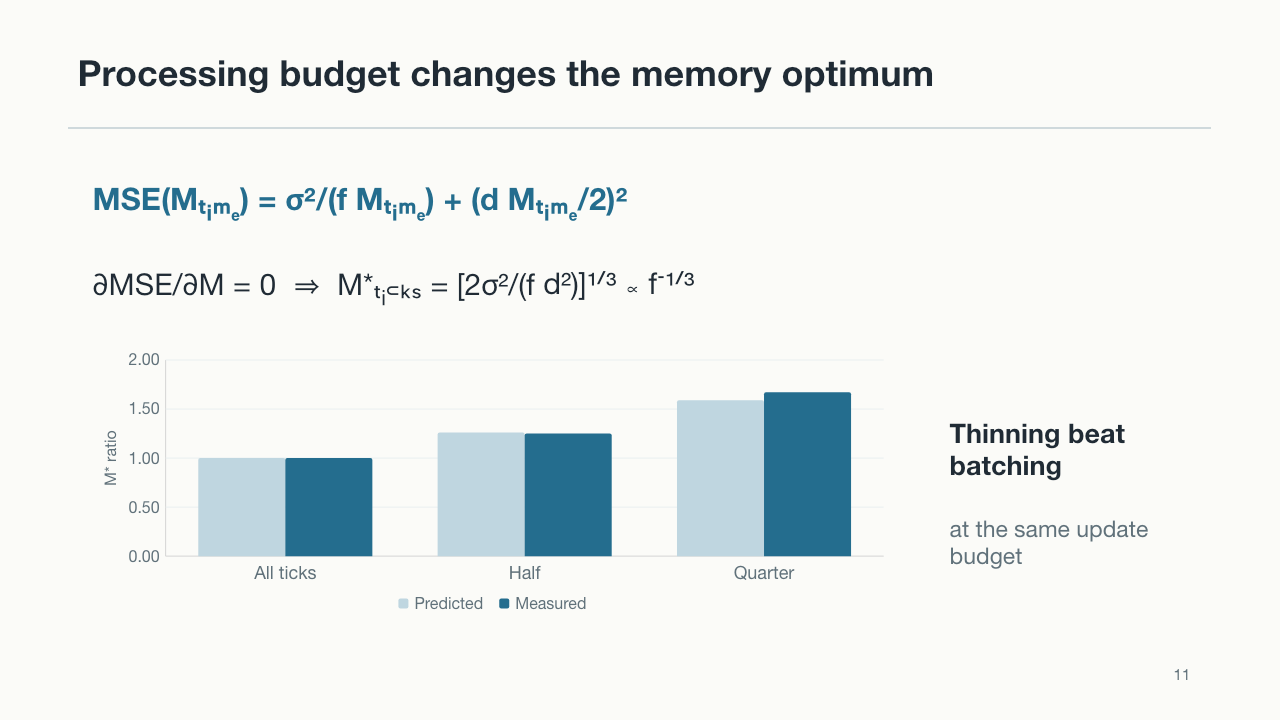 Processing budget changes the memory optimum
MSE(Mₜᵢₘₑ) = σ²/(f Mₜᵢₘₑ) + (d Mₜᵢₘₑ/2)²
∂MSE/∂M = 0 ⇒ M*ₜᵢ꜀ₖₛ = [2σ²/(f d²)]¹ᐟ³ ∝ f⁻¹ᐟ³
2.00
1.50
1.00
0.50
0.00
M* ratio
All ticks
Half
Quarter
Predicted
Measured
Thinning beat
batching
at the same update
budget
11